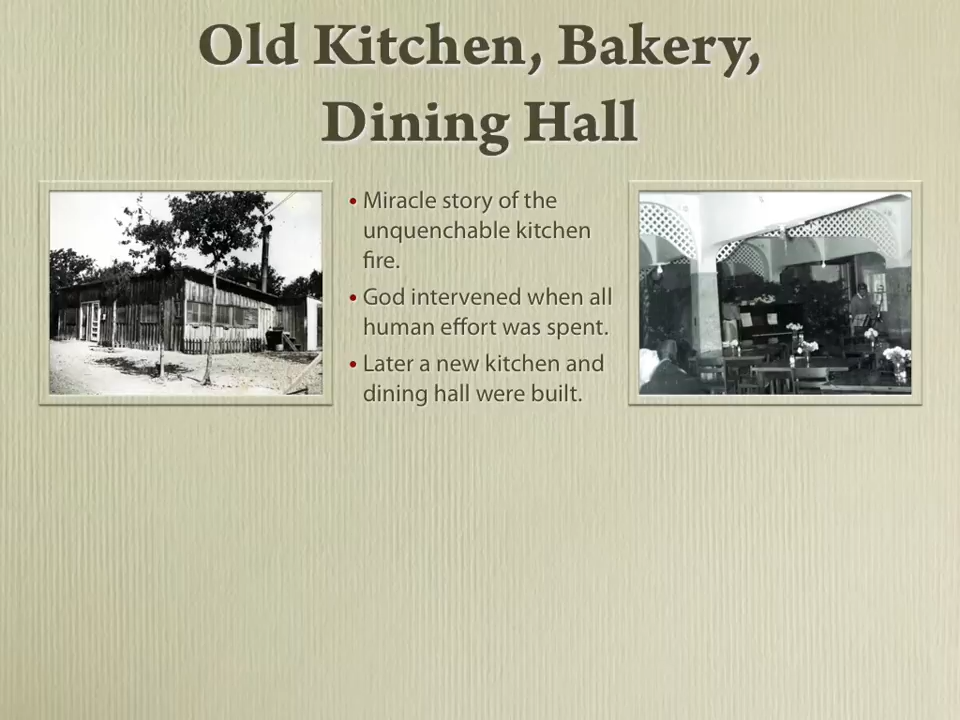 Old Kitchen, Bakery,
Dining Hall
• Miracle story of the
unquenchable kitchen
fire.
• God intervened when all
human effort was spent.
• Later a new kitchen and
dining hall were built.